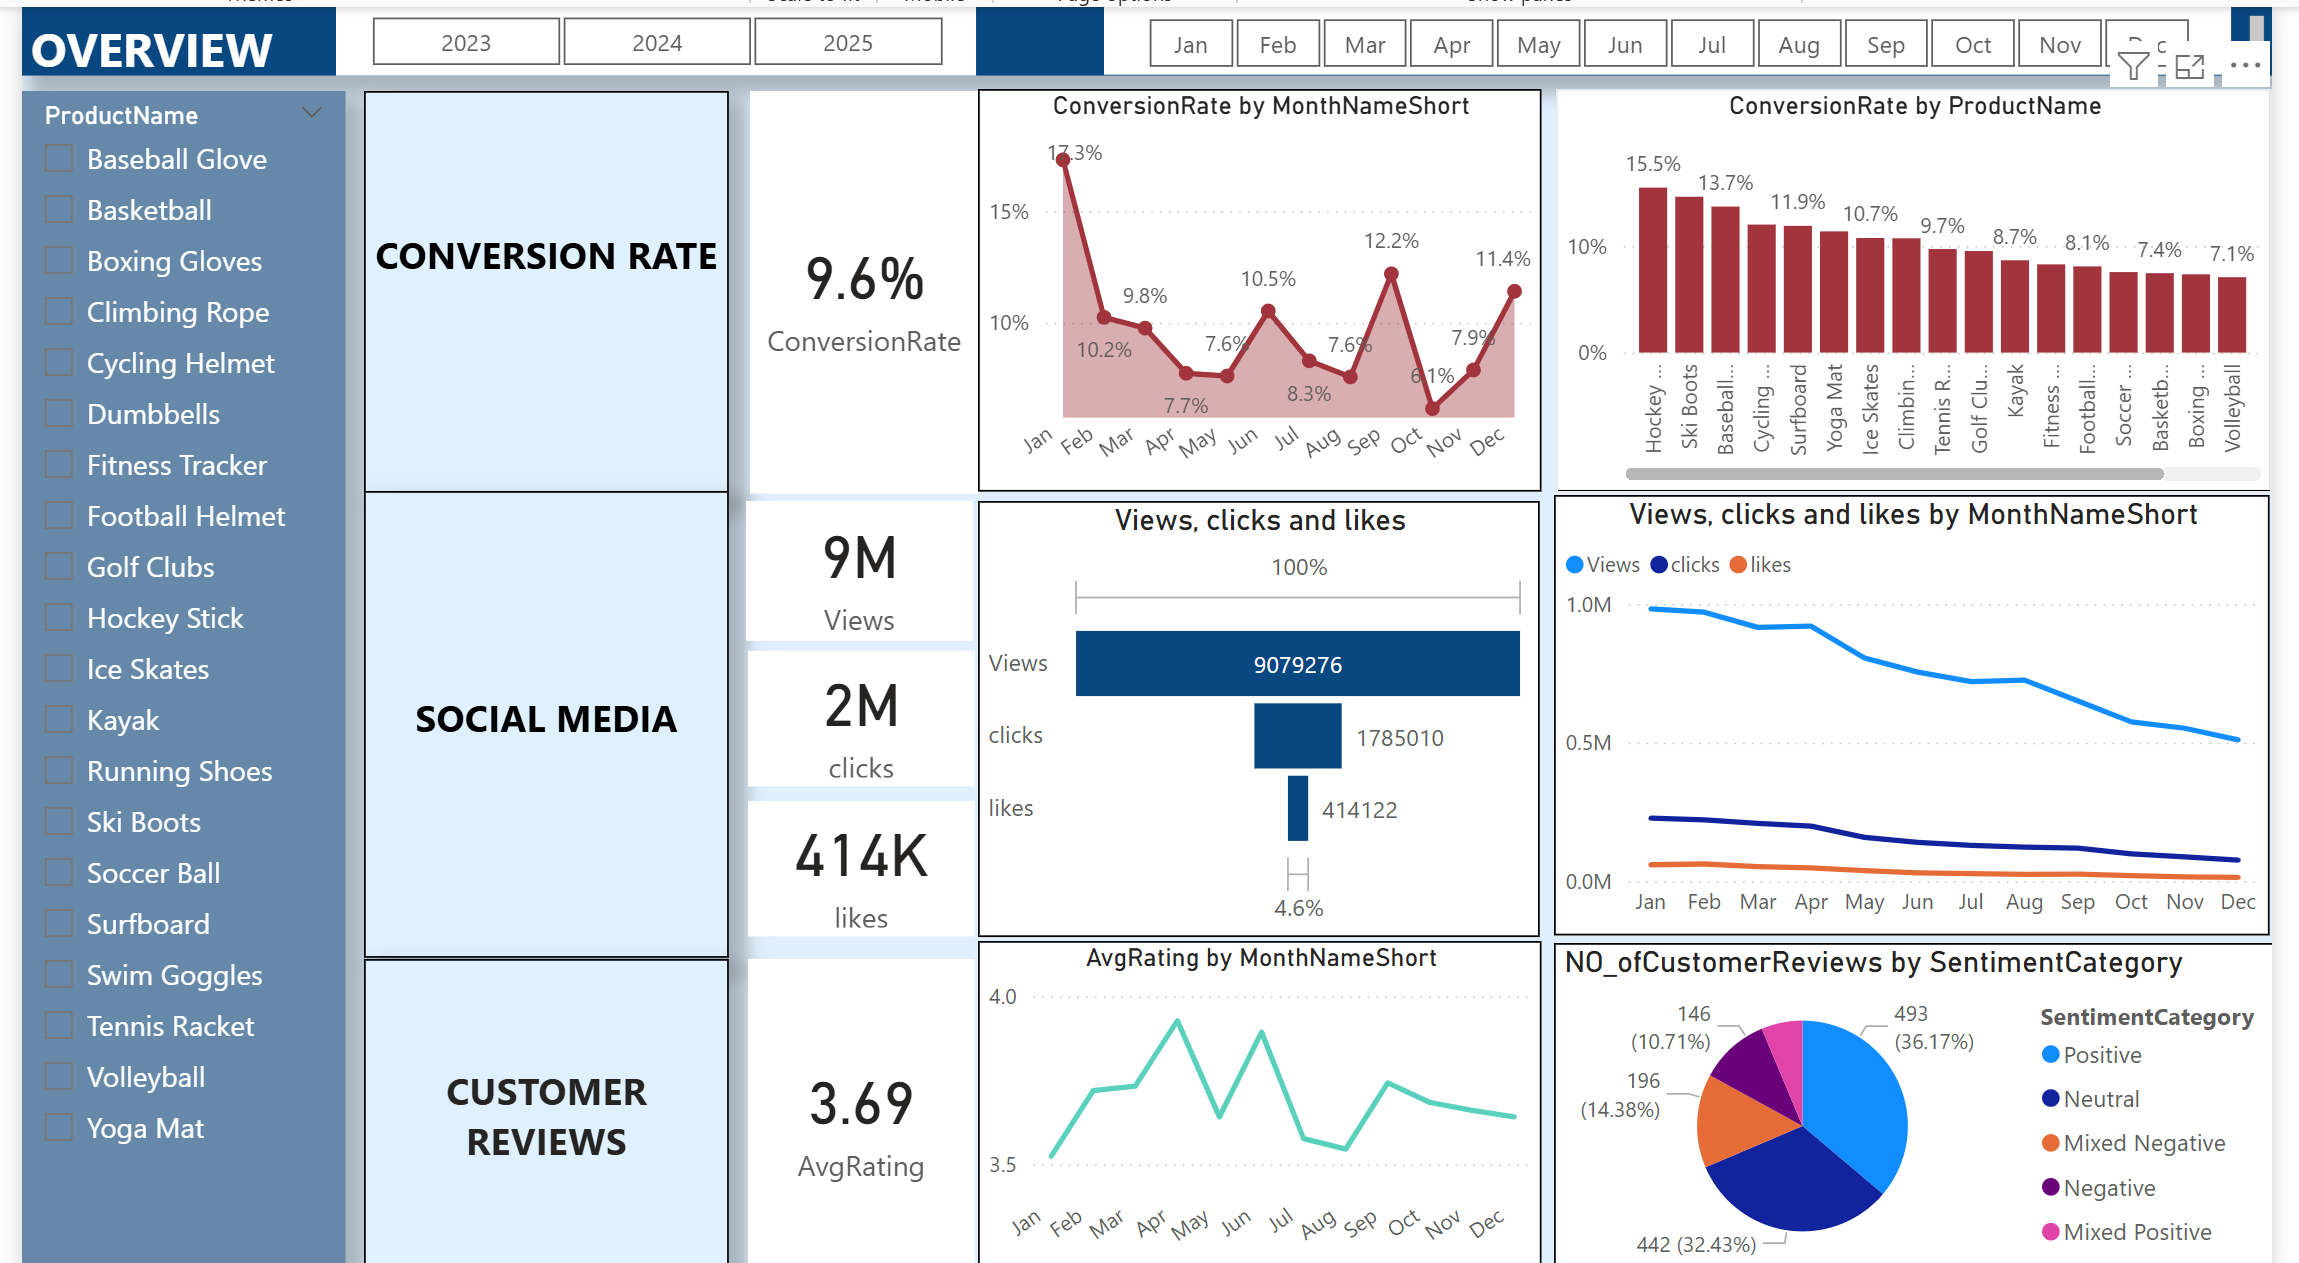 OVERVIEW
2023
2024
2025
Jan
Feb
Mar
Apr
May
Jun
Jul
Aug
Sep
Oct
Nov
ProductName
Baseball Glove
Basketball
Boxing Gloves
Climbing Rope
Cycling Helmet
Dumbbells
Fitness Tracker
Football Helmet
Golf Clubs
Hockey Stick
Ice Skates
Kayak
Running Shoes
Ski Boots
Soccer Ball
Surfboard
Swim Goggles
Tennis Racket
Volleyball
Yoga Mat
CONVERSION RATE
9.6%
ConversionRate
ConversionRate by MonthNameShort
17.3%
15%
12.2%
11.4%
10.5%
9.8%
10%
10.2%
7.6%
7.6%
7.9%
6.1%
8.3%
7.7%
Jan Feb Mar Apr May Jun Jul Aug Sep Oct Nov Dec
ConversionRate by ProductName
15.5%
13.7%
11.9%
10.7%
9.7%
8.7%
8.1%
7.4%
7.1%
10%
0%
Hockey ...
Ski Boots
Baseball...
Cycling ...
Surfboard
Yoga Mat
Ice Skates
Climbin...
Tennis R...
Golf Clu...
Kayak
Fitness ...
Football...
Soccer ...
Basketb...
Boxing ...
Volleyball
SOCIAL MEDIA
9M
Views
2M
clicks
414K
likes
Views, clicks and likes
100%
Views
9079276
clicks
1785010
likes
414122
4.6%
Views, clicks and likes by MonthNameShort
Views clicks likes
1.0M
0.5M
0.0M
Jan Feb Mar Apr May Jun Jul Aug Sep Oct Nov Dec
CUSTOMER
REVIEWS
3.69
AvgRating
AvgRating by MonthNameShort
4.0
3.5
Jan Feb Mar Apr May Jun Jul Aug Sep Oct Nov Dec
NO_ofCustomerReviews by SentimentCategory
146
(10.71%)
493
(36.17%)
196
(14.38%)
442 (32.43%)
SentimentCategory
Positive
Neutral
Mixed Negative
Negative
Mixed Positive